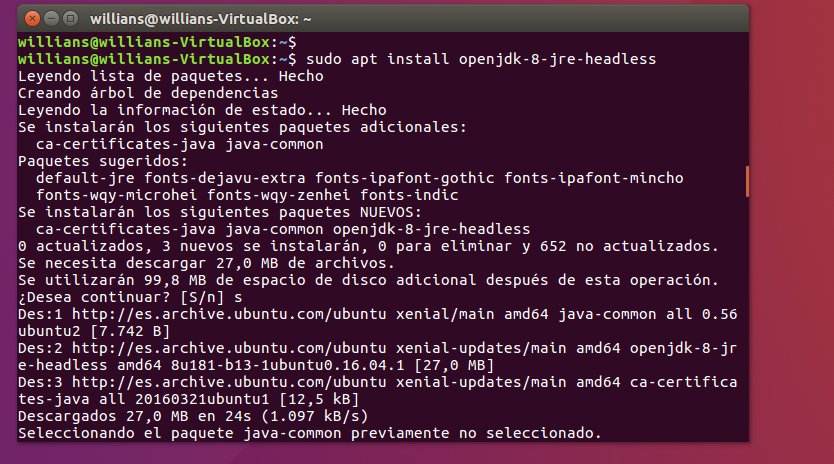 willians@willians-VirtualBox: ~
willians@willians-VirtualBox:~$
willians@willians-VirtualBox:~$ sudo apt install openjdk-8-jre-headless
Leyendo lista de paquetes... Hecho
Creando árbol de dependencias
Leyendo la información de estado... Hecho
Se instalarán los siguientes paquetes adicionales:
  ca-certificates-java java-common
Paquetes sugeridos:
  default-jre fonts-dejavu-extra fonts-ipafont-gothic fonts-ipafont-mincho
  fonts-wqy-microhei fonts-wqy-zenhei fonts-indic
Se instalarán los siguientes paquetes NUEVOS:
  ca-certificates-java java-common openjdk-8-jre-headless
0 actualizados, 3 nuevos se instalarán, 0 para eliminar y 652 no actualizados.
Se necesita descargar 27,0 MB de archivos.
Se utilizarán 99,8 MB de espacio de disco adicional después de esta operación.
¿Desea continuar? [S/n] s
Des:1 http://es.archive.ubuntu.com/ubuntu xenial/main amd64 java-common all 0.56
ubuntu2 [7.742 B]
Des:2 http://es.archive.ubuntu.com/ubuntu xenial-updates/main amd64 openjdk-8-jr
e-headless amd64 8u181-b13-1ubuntu0.16.04.1 [27,0 MB]
Des:3 http://es.archive.ubuntu.com/ubuntu xenial-updates/main amd64 ca-certifica
tes-java all 20160321ubuntu1 [12,5 kB]
Descargados 27,0 MB en 24s (1.097 kB/s)
Seleccionando el paquete java-common previamente no seleccionado.